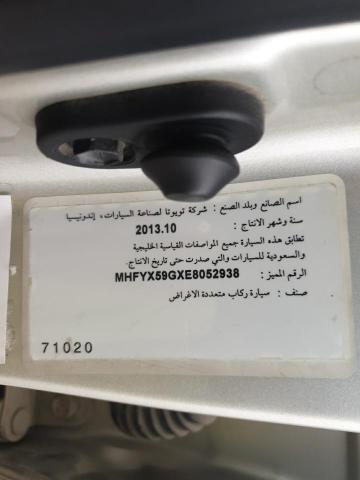 اسم الصانع وبلد الصنع : شركة تويوتا لصناعة السيارات، إندونيسيا
سنة وشهر الانتاج : 2013.10
تطابق هذه السيارة جميع المواصفات القياسية الخليجية
والسعودية للسيارات والتي صدرت حتى تاريخ الانتاج.
الرقم المميز : MHFYX59GXE8052938
صنف : سيارة ركاب متعددة الاغراض
71020